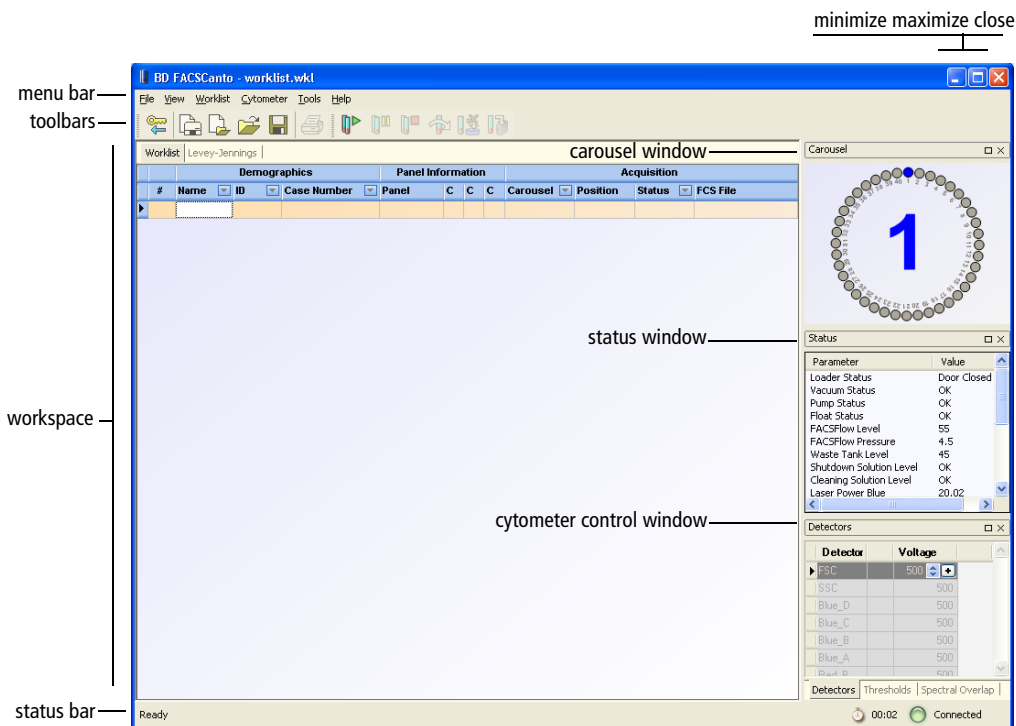 minimize maximize close
BD FACSCanto - worklist.wkl
menu bar
File View Worklist Cytometer Tools Help
toolbars
Worklist Levey-Jennings
carousel window
Carousel
Demographics Panel Information Acquisition
# Name ID Case Number Panel C C C Carousel Position Status FCS File
1
status window
Status
Parameter Value
Loader Status Door Closed
Vacuum Status OK
Pump Status OK
Float Status OK
workspace
FACSFlow Level 55
FACSFlow Pressure 4.5
Waste Tank Level 45
Shutdown Solution Level OK
Cleaning Solution Level OK
Laser Power Blue 20.02
cytometer control window
Detectors
Detector Voltage
FSC 500
SSC 500
Blue_D 500
Blue_C 500
Blue_B 500
Blue_A 500
Red_B 500
Detectors Thresholds Spectral Overlap
status bar
Ready
00:02 Connected